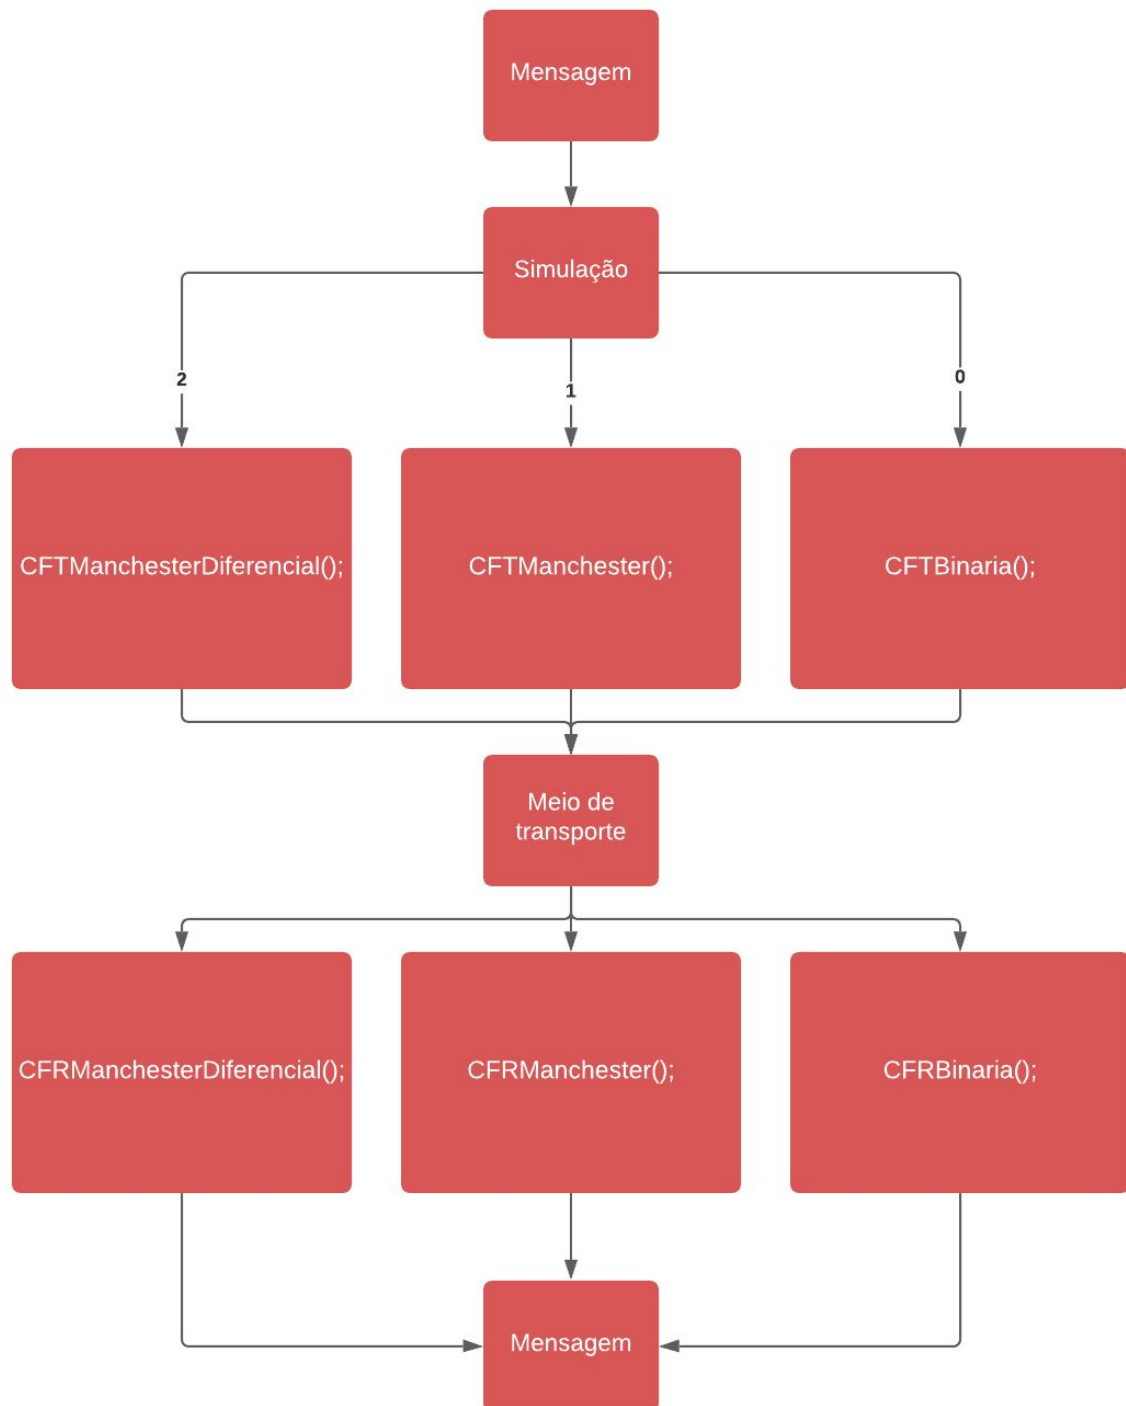 Mensagem
Simulação
2
1
0
CFTManchesterDiferencial();
CFTManchester();
CFTBinaria();
Meio de
transporte
CFRManchesterDiferencial();
CFRManchester();
CFRBinaria();
Mensagem